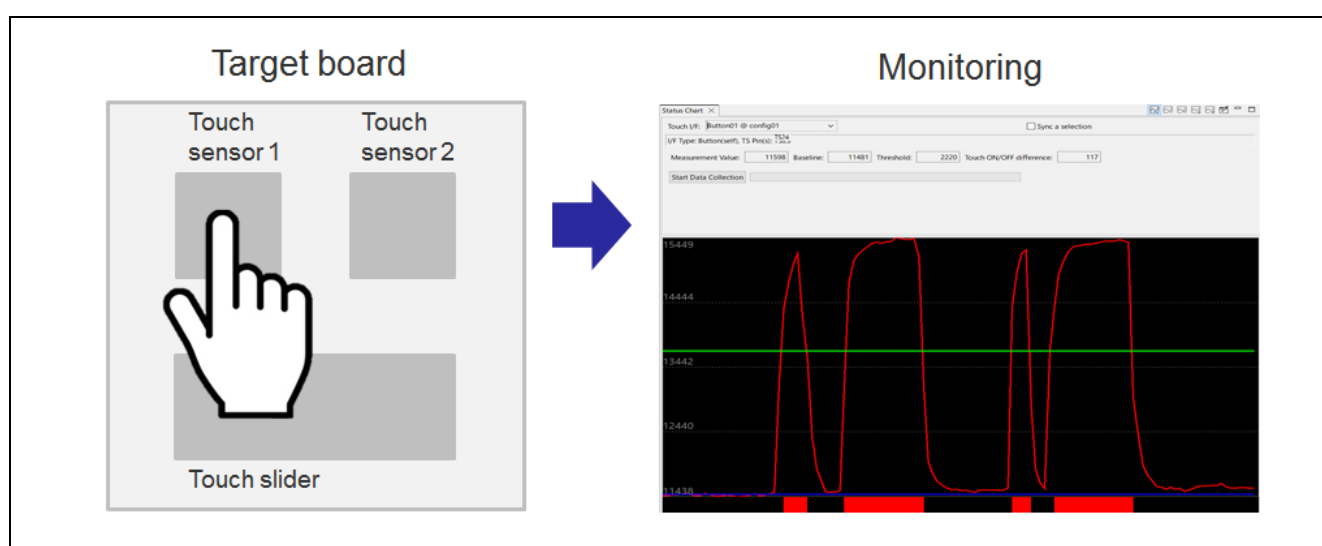 Target board
Monitoring
Touch
sensor 1
Touch
sensor 2
Touch slider
Status Chart
Touch I/F: Button01 @ config01
Sync a selection
I/F Type: Button(self), TS Pin(s):
Measurement Value: 11598 Baseline: 11481 Threshold: 2220 Touch ON/OFF difference: 117
Start Data Collection
15449
14444
13442
12440
11438